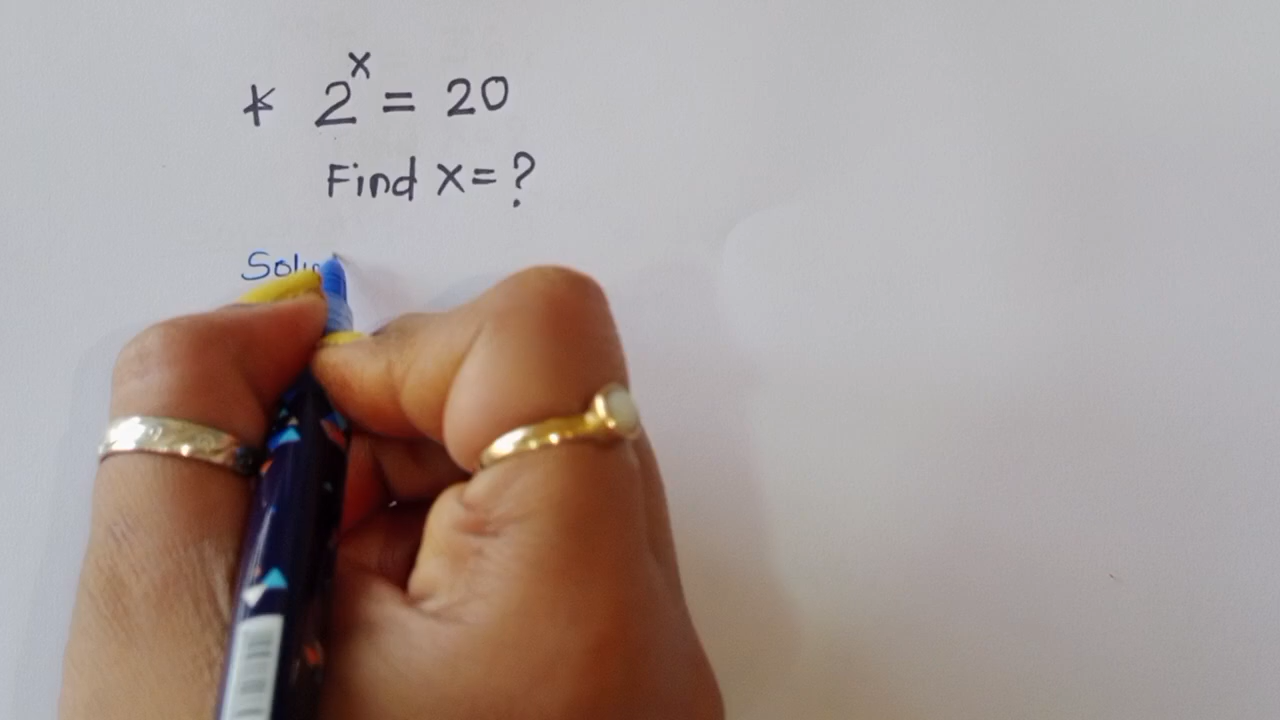 * 2^x = 20
Find x = ?